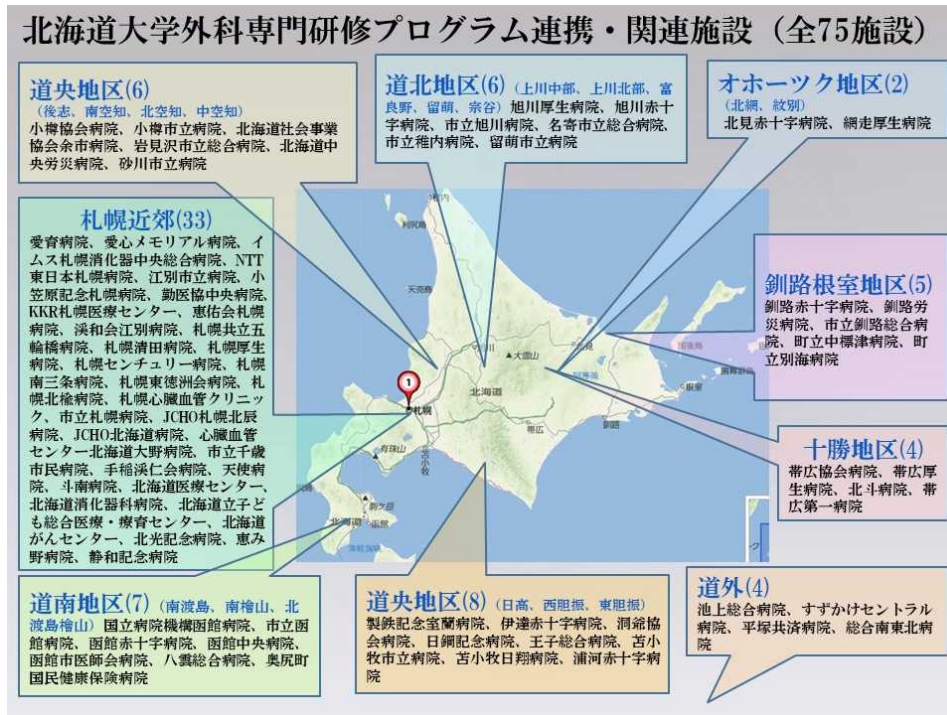 北海道大学外科専門研修プログラム連携・関連施設（全75施設）
道央地区(6)
（後志、南空知、北空知、中空知）
小樽協会病院、小樽市立病院、北海道社会事業
協会余市病院、岩見沢市立総合病院、北海道中
央労災病院、砂川市立病院
道北地区(6)（上川中部、上川北部、富
良野、留萌、宗谷）旭川厚生病院、旭川赤十
字病院、市立旭川病院、名寄市立総合病院、
市立稚内病院、留萌市立病院
オホーツク地区(2)
（北網、紋別）
北見赤十字病院、網走厚生病院
札幌近郊(33)
愛育病院、愛心メモリアル病院、イ
ムス札幌消化器中央総合病院、NTT
東日本札幌病院、江別市立病院、小
笠原記念札幌病院、勤医協中央病院、
KKR札幌医療センター、恵佑会札幌
病院、渓和会江別病院、札幌共立五
輪橋病院、札幌清田病院、札幌厚生
病院、札幌センチュリー病院、札幌
南三条病院、札幌東徳洲会病院、札
幌北楡病院、札幌心臓血管クリニッ
ク、市立札幌病院、JCHO札幌北辰
病院、JCHO北海道病院、心臓血管
センター北海道大野病院、市立千歳
市民病院、手稲渓仁会病院、天使病
院、斗南病院、北海道医療センター、
北海道消化器科病院、北海道立子ど
も総合医療・療育センター、北海道
がんセンター、北光記念病院、恵み
野病院、静和記念病院
釧路根室地区(5)
釧路赤十字病院、釧路労
災病院、市立釧路総合病
院、町立中標津病院、町
立別海病院
十勝地区(4)
帯広協会病院、帯広厚
生病院、北斗病院、帯
広第一病院
道南地区(7)（南渡島、南檜山、北
渡島檜山）国立病院機構函館病院、市立函
館病院、函館赤十字病院、函館中央病院、
函館市医師会病院、八雲総合病院、奥尻町
国民健康保険病院
道央地区(8)（日高、西胆振、東胆振）
製鉄記念室蘭病院、伊達赤十字病院、洞爺協
会病院、日鋼記念病院、王子総合病院、苫小
牧市立病院、苫小牧日翔病院、浦河赤十字病
院
道外(4)
池上総合病院、すずかけセントラル
病院、平塚共済病院、総合南東北病
院
利尻島
天売島
大雪山
北海道
1
札幌
帯広
釧路
根室
有珠山
苫小牧
駒ケ岳
函館
北海道